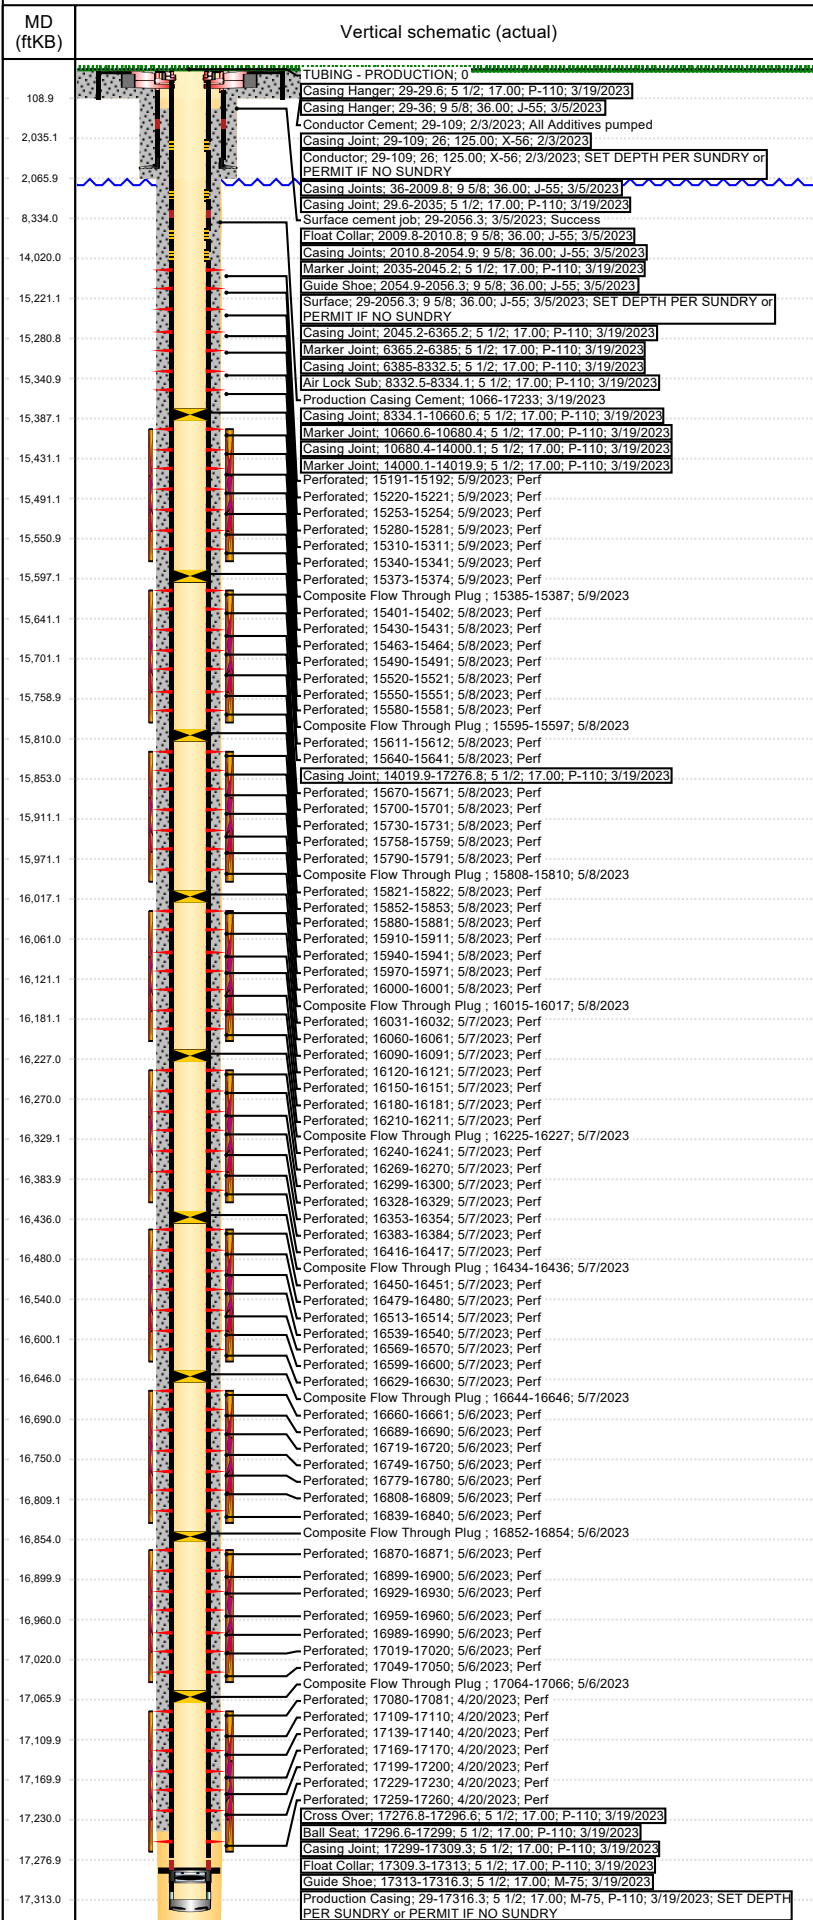 MD
(ftKB)
Vertical schematic (actual)
TUBING - PRODUCTION; 0
Casing Hanger; 29-29.6; 5 1/2; 17.00; P-110; 3/19/2023
108.9
Casing Hanger; 29-36; 9 5/8; 36.00; J-55; 3/5/2023
Conductor Cement; 29-109; 2/3/2023; All Additives pumped
2,035.1
Casing Joint; 29-109; 26; 125.00; X-56; 2/3/2023
Conductor; 29-109; 26; 125.00; X-56; 2/3/2023; SET DEPTH PER SUNDRY or
PERMIT IF NO SUNDRY
2,065.9
Casing Joints; 36-2009.8; 9 5/8; 36.00; J-55; 3/5/2023
Casing Joint; 29.6-2035; 5 1/2; 17.00; P-110; 3/19/2023
8,334.0
Surface cement job; 29-2056.3; 3/5/2023; Success
Float Collar; 2009.8-2010.8; 9 5/8; 36.00; J-55; 3/5/2023
Casing Joints; 2010.8-2054.9; 9 5/8; 36.00; J-55; 3/5/2023
14,020.0
Marker Joint; 2035-2045.2; 5 1/2; 17.00; P-110; 3/19/2023
Guide Shoe; 2054.9-2056.3; 9 5/8; 36.00; J-55; 3/5/2023
15,221.1
Surface; 29-2056.3; 9 5/8; 36.00; J-55; 3/5/2023; SET DEPTH PER SUNDRY or
PERMIT IF NO SUNDRY
Casing Joint; 2045.2-6365.2; 5 1/2; 17.00; P-110; 3/19/2023
15,280.8
Marker Joint; 6365.2-6385; 5 1/2; 17.00; P-110; 3/19/2023
Casing Joint; 6385-8332.5; 5 1/2; 17.00; P-110; 3/19/2023
15,340.9
Air Lock Sub; 8332.5-8334.1; 5 1/2; 17.00; P-110; 3/19/2023
Production Casing Cement; 1066-17233; 3/19/2023
15,387.1
Casing Joint; 8334.1-10660.6; 5 1/2; 17.00; P-110; 3/19/2023
Marker Joint; 10660.6-10680.4; 5 1/2; 17.00; P-110; 3/19/2023
Casing Joint; 10680.4-14000.1; 5 1/2; 17.00; P-110; 3/19/2023
15,431.1
Marker Joint; 14000.1-14019.9; 5 1/2; 17.00; P-110; 3/19/2023
Perforated; 15191-15192; 5/9/2023; Perf
15,491.1
Perforated; 15220-15221; 5/9/2023; Perf
Perforated; 15253-15254; 5/9/2023; Perf
Perforated; 15280-15281; 5/9/2023; Perf
15,550.9
Perforated; 15310-15311; 5/9/2023; Perf
Perforated; 15340-15341; 5/9/2023; Perf
15,597.1
Perforated; 15373-15374; 5/9/2023; Perf
Composite Flow Through Plug ; 15385-15387; 5/9/2023
Perforated; 15401-15402; 5/8/2023; Perf
15,641.1
Perforated; 15430-15431; 5/8/2023; Perf
Perforated; 15463-15464; 5/8/2023; Perf
15,701.1
Perforated; 15490-15491; 5/8/2023; Perf
Perforated; 15520-15521; 5/8/2023; Perf
15,758.9
Perforated; 15550-15551; 5/8/2023; Perf
Perforated; 15580-15581; 5/8/2023; Perf
Composite Flow Through Plug ; 15595-15597; 5/8/2023
15,810.0
Perforated; 15611-15612; 5/8/2023; Perf
Perforated; 15640-15641; 5/8/2023; Perf
15,853.0
Casing Joint; 14019.9-17276.8; 5 1/2; 17.00; P-110; 3/19/2023
Perforated; 15670-15671; 5/8/2023; Perf
Perforated; 15700-15701; 5/8/2023; Perf
15,911.1
Perforated; 15730-15731; 5/8/2023; Perf
Perforated; 15758-15759; 5/8/2023; Perf
15,971.1
Perforated; 15790-15791; 5/8/2023; Perf
Composite Flow Through Plug ; 15808-15810; 5/8/2023
Perforated; 15821-15822; 5/8/2023; Perf
16,017.1
Perforated; 15852-15853; 5/8/2023; Perf
Perforated; 15880-15881; 5/8/2023; Perf
16,061.0
Perforated; 15910-15911; 5/8/2023; Perf
Perforated; 15940-15941; 5/8/2023; Perf
Perforated; 15970-15971; 5/8/2023; Perf
16,121.1
Perforated; 16000-16001; 5/8/2023; Perf
Composite Flow Through Plug ; 16015-16017; 5/8/2023
16,181.1
Perforated; 16031-16032; 5/7/2023; Perf
Perforated; 16060-16061; 5/7/2023; Perf
16,227.0
Perforated; 16090-16091; 5/7/2023; Perf
Perforated; 16120-16121; 5/7/2023; Perf
Perforated; 16150-16151; 5/7/2023; Perf
16,270.0
Perforated; 16180-16181; 5/7/2023; Perf
Perforated; 16210-16211; 5/7/2023; Perf
16,329.1
Composite Flow Through Plug ; 16225-16227; 5/7/2023
Perforated; 16240-16241; 5/7/2023; Perf
Perforated; 16269-16270; 5/7/2023; Perf
16,383.9
Perforated; 16299-16300; 5/7/2023; Perf
Perforated; 16328-16329; 5/7/2023; Perf
16,436.0
Perforated; 16353-16354; 5/7/2023; Perf
Perforated; 16383-16384; 5/7/2023; Perf
Perforated; 16416-16417; 5/7/2023; Perf
16,480.0
Composite Flow Through Plug ; 16434-16436; 5/7/2023
Perforated; 16450-16451; 5/7/2023; Perf
16,540.0
Perforated; 16479-16480; 5/7/2023; Perf
Perforated; 16513-16514; 5/7/2023; Perf
Perforated; 16539-16540; 5/7/2023; Perf
16,600.1
Perforated; 16569-16570; 5/7/2023; Perf
Perforated; 16599-16600; 5/7/2023; Perf
16,646.0
Perforated; 16629-16630; 5/7/2023; Perf
Composite Flow Through Plug ; 16644-16646; 5/7/2023
16,690.0
Perforated; 16660-16661; 5/6/2023; Perf
Perforated; 16689-16690; 5/6/2023; Perf
Perforated; 16719-16720; 5/6/2023; Perf
16,750.0
Perforated; 16749-16750; 5/6/2023; Perf
Perforated; 16779-16780; 5/6/2023; Perf
16,809.1
Perforated; 16808-16809; 5/6/2023; Perf
Perforated; 16839-16840; 5/6/2023; Perf
16,854.0
Composite Flow Through Plug ; 16852-16854; 5/6/2023
Perforated; 16870-16871; 5/6/2023; Perf
16,899.9
Perforated; 16899-16900; 5/6/2023; Perf
Perforated; 16929-16930; 5/6/2023; Perf
16,960.0
Perforated; 16959-16960; 5/6/2023; Perf
Perforated; 16989-16990; 5/6/2023; Perf
17,020.0
Perforated; 17019-17020; 5/6/2023; Perf
Perforated; 17049-17050; 5/6/2023; Perf
Composite Flow Through Plug ; 17064-17066; 5/6/2023
17,065.9
Perforated; 17080-17081; 4/20/2023; Perf
Perforated; 17109-17110; 4/20/2023; Perf
17,109.9
Perforated; 17139-17140; 4/20/2023; Perf
Perforated; 17169-17170; 4/20/2023; Perf
Perforated; 17199-17200; 4/20/2023; Perf
17,169.9
Perforated; 17229-17230; 4/20/2023; Perf
Perforated; 17259-17260; 4/20/2023; Perf
17,230.0
Cross Over; 17276.8-17296.6; 5 1/2; 17.00; P-110; 3/19/2023
Ball Seat; 17296.6-17299; 5 1/2; 17.00; P-110; 3/19/2023
Casing Joint; 17299-17309.3; 5 1/2; 17.00; P-110; 3/19/2023
17,276.9
Float Collar; 17309.3-17313; 5 1/2; 17.00; P-110; 3/19/2023
Guide Shoe; 17313-17316.3; 5 1/2; 17.00; M-75; 3/19/2023
17,313.0
Production Casing; 29-17316.3; 5 1/2; 17.00; M-75, P-110; 3/19/2023; SET DEPTH
PER SUNDRY or PERMIT IF NO SUNDRY